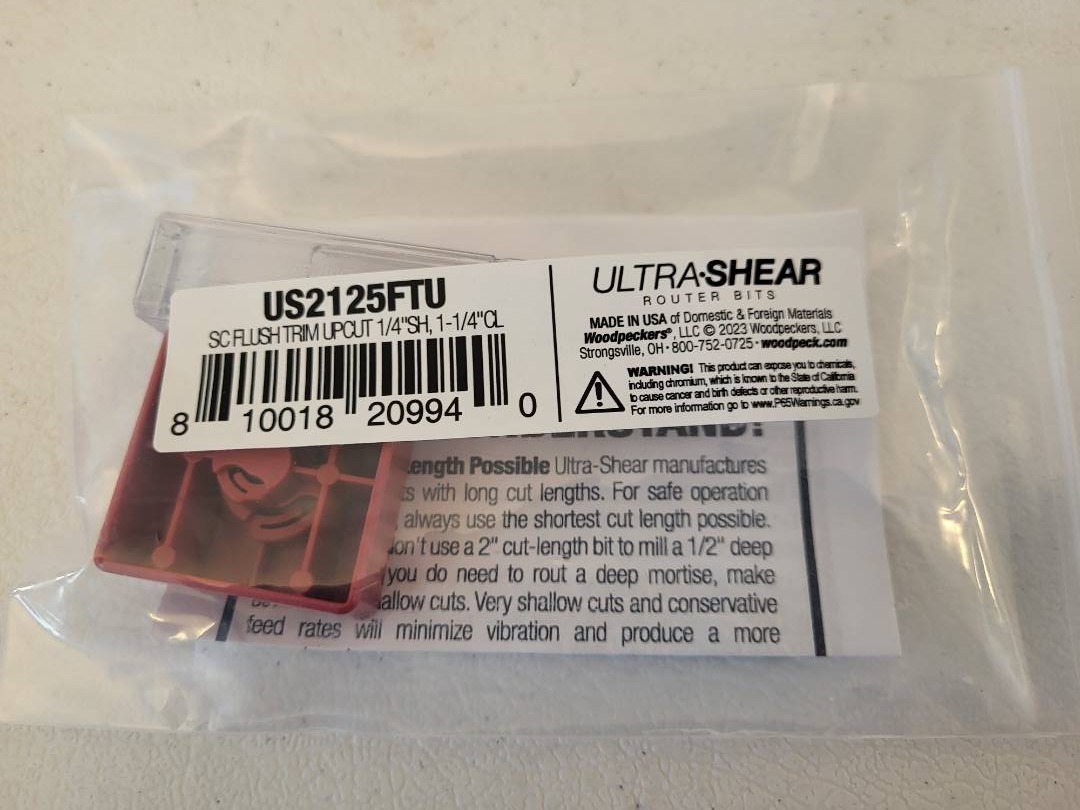 US2125FTU
SC FLUSH TRIM UPCUT 1/4"SH, 1-1/4"CL
8 10018 20994 0
ULTRA·SHEAR
ROUTER BITS
MADE IN USA of Domestic & Foreign Materials
Woodpeckers®, LLC © 2023 Woodpeckers, LLC
Strongsville, OH · 800-752-0725 · woodpeck.com
WARNING! This product can expose you to chemicals,
including chromium, which is known to the State of California
to cause cancer and birth defects or other reproductive harm.
For more information go to www.P65Warnings.ca.gov
Length Possible Ultra-Shear manufactures
with long cut lengths. For safe operation
always use the shortest cut length possible.
don't use a 2" cut-length bit to mill a 1/2" deep
you do need to rout a deep mortise, make
cuts. Very shallow cuts and conservative
feed rates will minimize vibration and produce a more